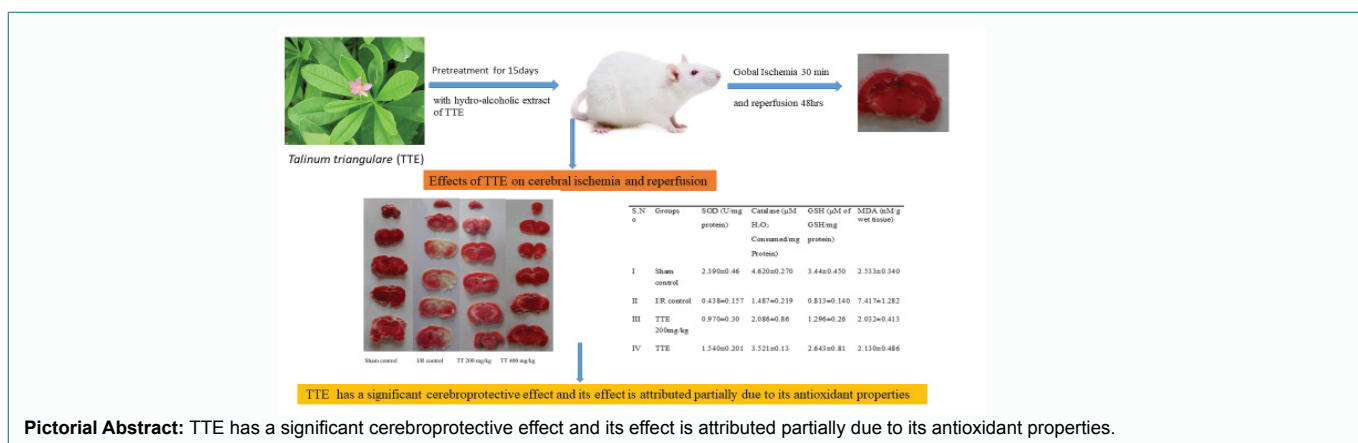 Pretreatment for 15days
with hydro-alcoholic extract
of TTE
Gobal Ischemia 30 min
and reperfusion 48hrs
Talinum triangulare (TTE)
Effects of TTE on cerebral ischemia and reperfusion
Sham control I/R control TT 200 mg/kg TT 400 mg/kg
S.N Groups SOD (U/mg Catalase (µM GSH (µM of MDA (nM/g
o protein) H₂O₂ GSH/mg wet tissue)
Consumed/mg protein)
Protein)
I Sham 2.390±0.46 4.620±0.270 3.44±0.450 2.533±0.340
control
II I/R control 0.438±0.157 1.487±0.219 0.813±0.140 7.417±1.282
III TTE 0.970±0.30 2.086±0.86 1.296±0.26 2.032±0.413
200mg/kg
IV TTE 1.540±0.201 3.521±0.13 2.643±0.81 2.130±0.486
TTE has a significant cerebroprotective effect and its effect is attributed partially due to its antioxidant properties
Pictorial Abstract: TTE has a significant cerebroprotective effect and its effect is attributed partially due to its antioxidant properties.